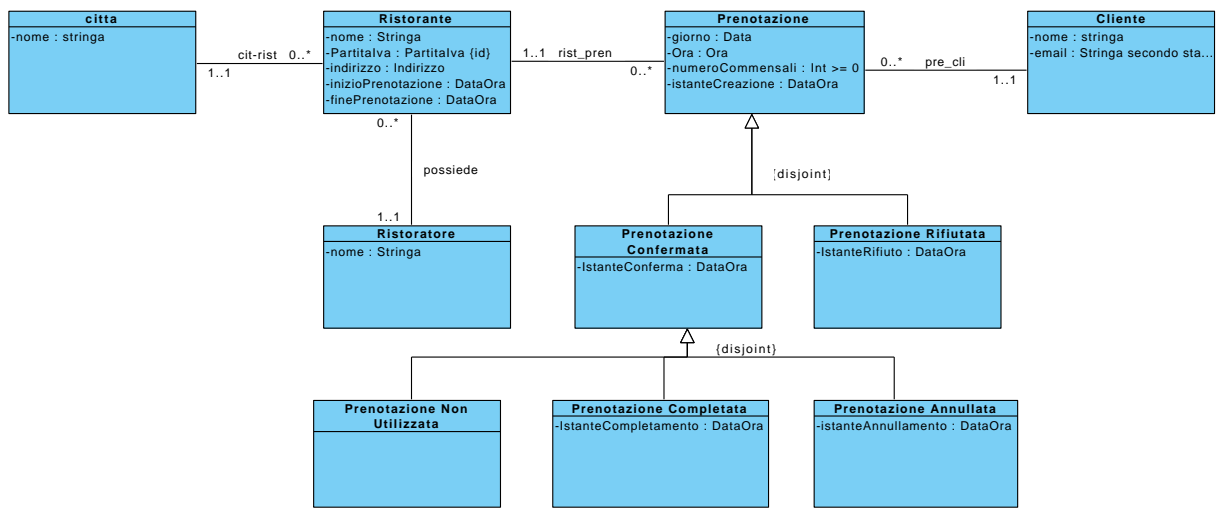 citta
-nome : stringa
cit-rist
0..*
1..1
Ristorante
-nome : Stringa
-PartitaIva : PartitaIva {id}
-indirizzo : Indirizzo
-inizioPrenotazione : DataOra
-finePrenotazione : DataOra
1..1
rist_pren
0..*
Prenotazione
-giorno : Data
-Ora : Ora
-numeroCommensali : Int >= 0
-istanteCreazione : DataOra
0..*
pre_cli
1..1
Cliente
-nome : stringa
-email : Stringa secondo sta...
0..*
possiede
1..1
{disjoint}
Ristoratore
-nome : Stringa
Prenotazione
Confermata
-IstanteConferma : DataOra
Prenotazione Rifiutata
-IstanteRifiuto : DataOra
{disjoint}
Prenotazione Non
Utilizzata
Prenotazione Completata
-IstanteCompletamento : DataOra
Prenotazione Annullata
-istanteAnnullamento : DataOra